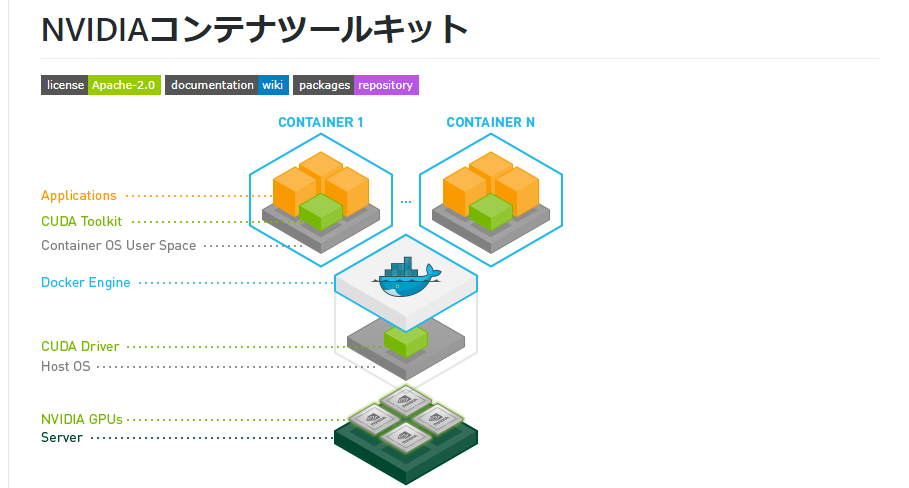 NVIDIAコンテナツールキット
license Apache-2.0 documentation wiki packages repository
CONTAINER 1 CONTAINER N
...
Applications
CUDA Toolkit
Container OS User Space
Docker Engine
CUDA Driver
Host OS
NVIDIA GPUs
Server